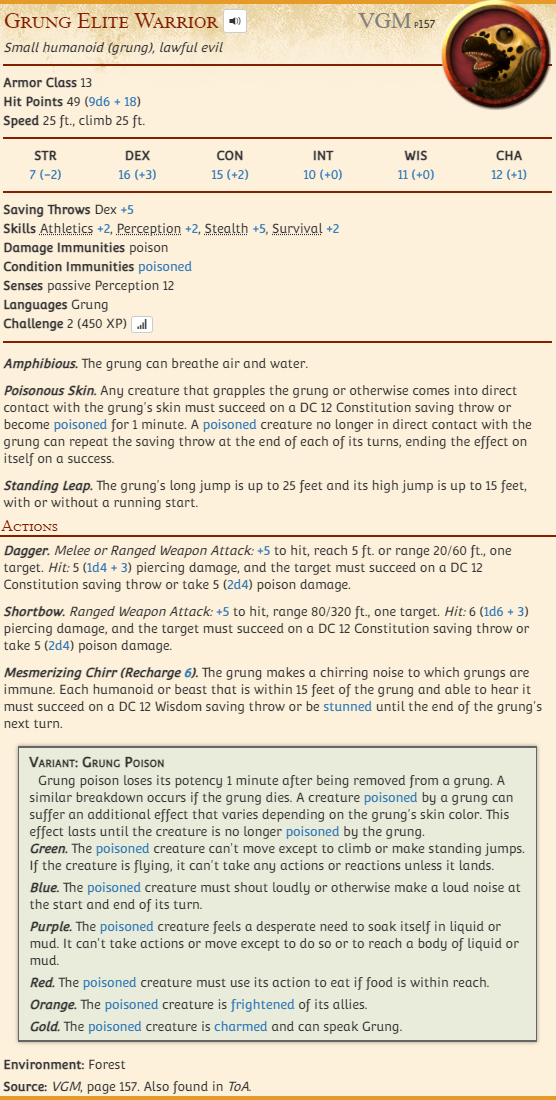 Grung Elite Warrior VGM p157
Small humanoid (grung), lawful evil
Armor Class 13
Hit Points 49 (9d6 + 18)
Speed 25 ft., climb 25 ft.
STR DEX CON INT WIS CHA
7 (−2) 16 (+3) 15 (+2) 10 (+0) 11 (+0) 12 (+1)
Saving Throws Dex +5
Skills Athletics +2, Perception +2, Stealth +5, Survival +2
Damage Immunities poison
Condition Immunities poisoned
Senses passive Perception 12
Languages Grung
Challenge 2 (450 XP)
Amphibious. The grung can breathe air and water.
Poisonous Skin. Any creature that grapples the grung or otherwise comes into direct
contact with the grung's skin must succeed on a DC 12 Constitution saving throw or
become poisoned for 1 minute. A poisoned creature no longer in direct contact with the
grung can repeat the saving throw at the end of each of its turns, ending the effect on
itself on a success.
Standing Leap. The grung's long jump is up to 25 feet and its high jump is up to 15 feet,
with or without a running start.
Actions
Dagger. Melee or Ranged Weapon Attack: +5 to hit, reach 5 ft. or range 20/60 ft., one
target. Hit: 5 (1d4 + 3) piercing damage, and the target must succeed on a DC 12
Constitution saving throw or take 5 (2d4) poison damage.
Shortbow. Ranged Weapon Attack: +5 to hit, range 80/320 ft., one target. Hit: 6 (1d6 + 3)
piercing damage, and the target must succeed on a DC 12 Constitution saving throw or
take 5 (2d4) poison damage.
Mesmerizing Chirr (Recharge 6). The grung makes a chirring noise to which grungs are
immune. Each humanoid or beast that is within 15 feet of the grung and able to hear it
must succeed on a DC 12 Wisdom saving throw or be stunned until the end of the grung's
next turn.
Variant: Grung Poison
Grung poison loses its potency 1 minute after being removed from a grung. A
similar breakdown occurs if the grung dies. A creature poisoned by a grung can
suffer an additional effect that varies depending on the grung's skin color. This
effect lasts until the creature is no longer poisoned by the grung.
Green. The poisoned creature can't move except to climb or make standing jumps.
If the creature is flying, it can't take any actions or reactions unless it lands.
Blue. The poisoned creature must shout loudly or otherwise make a loud noise at
the start and end of its turn.
Purple. The poisoned creature feels a desperate need to soak itself in liquid or
mud. It can't take actions or move except to do so or to reach a body of liquid or
mud.
Red. The poisoned creature must use its action to eat if food is within reach.
Orange. The poisoned creature is frightened of its allies.
Gold. The poisoned creature is charmed and can speak Grung.
Environment: Forest
Source: VGM, page 157. Also found in ToA.